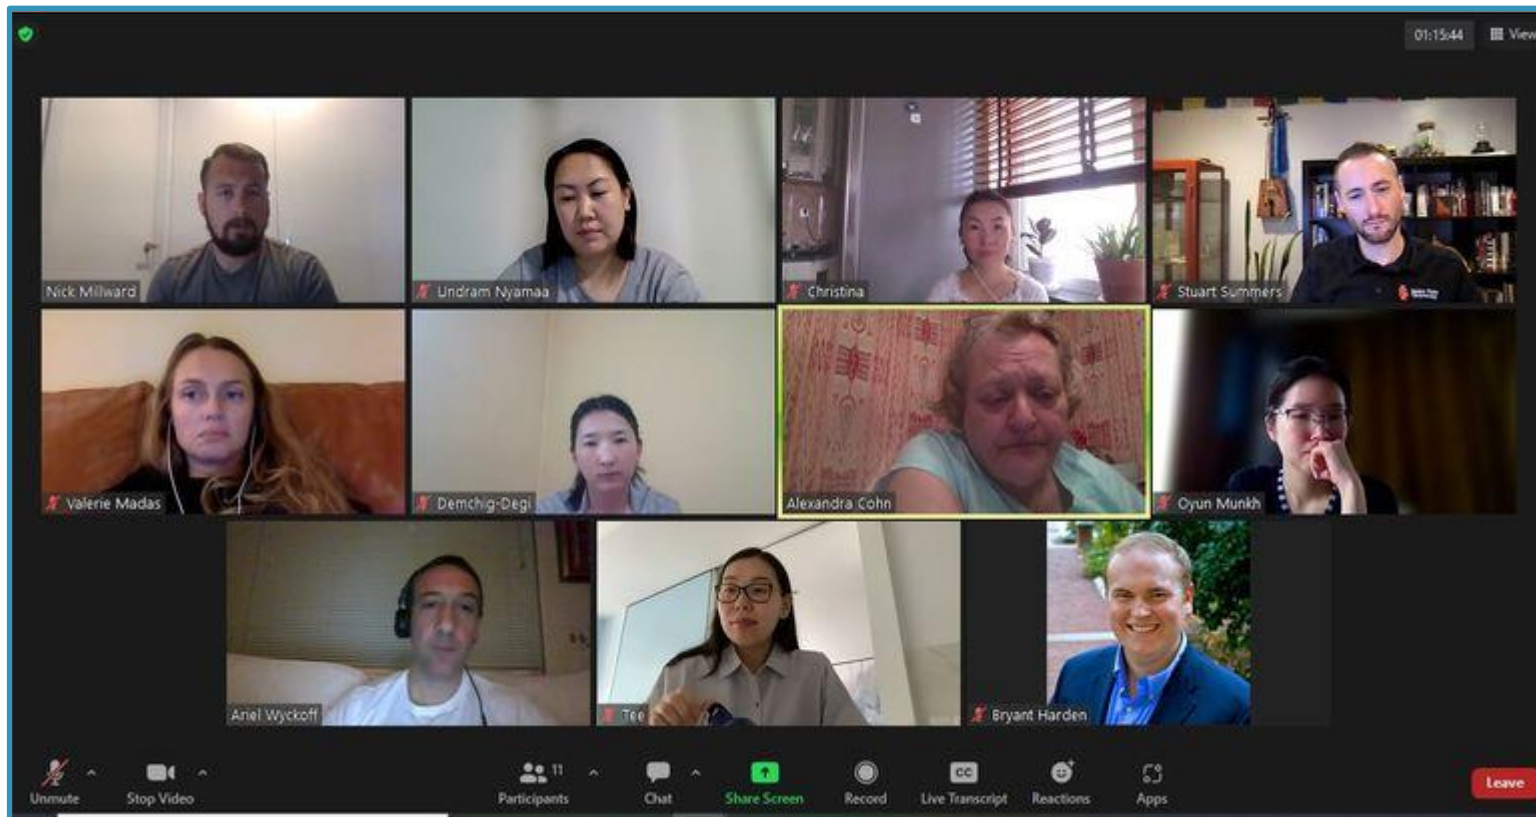 01:15:44 View
Nick Millward
Undram Nyamaa
Christina
Stuart Summers
Valerie Madas
Demchig-Degi
Alexandra Cohn
Oyun Munkh
Ariel Wyckoff
Tee
Bryant Harden
11
Unmute Stop Video Participants Chat Share Screen Record CC Live Transcript Reactions Apps Leave